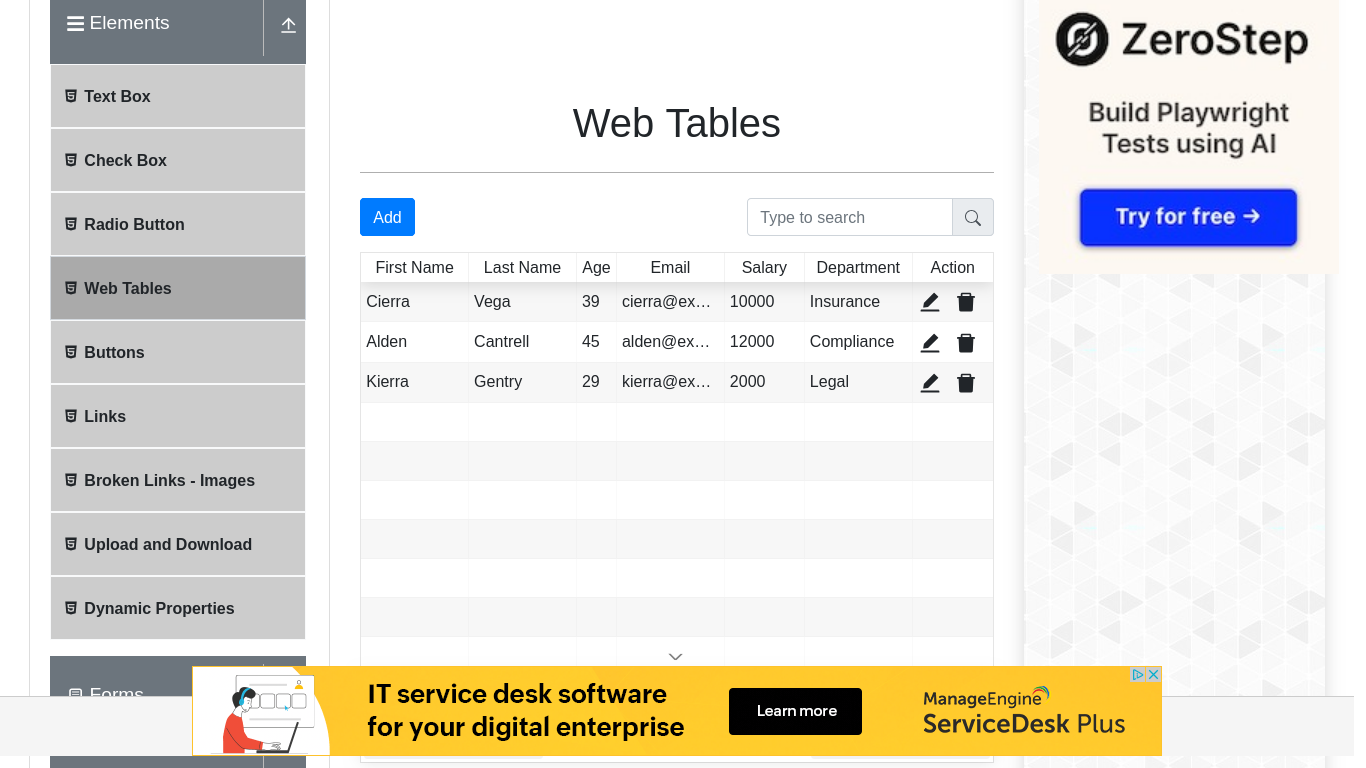 Elements
Text Box
Check Box
Radio Button
Web Tables
Buttons
Links
Broken Links - Images
Upload and Download
Dynamic Properties
Forms
Web Tables
Add
Type to search
First Name Last Name Age Email Salary Department Action
Cierra Vega 39 cierra@ex… 10000 Insurance
Alden Cantrell 45 alden@ex… 12000 Compliance
Kierra Gentry 29 kierra@ex… 2000 Legal
ZeroStep
Build Playwright
Tests using AI
Try for free →
IT service desk software
for your digital enterprise
Learn more
ManageEngine
ServiceDesk Plus